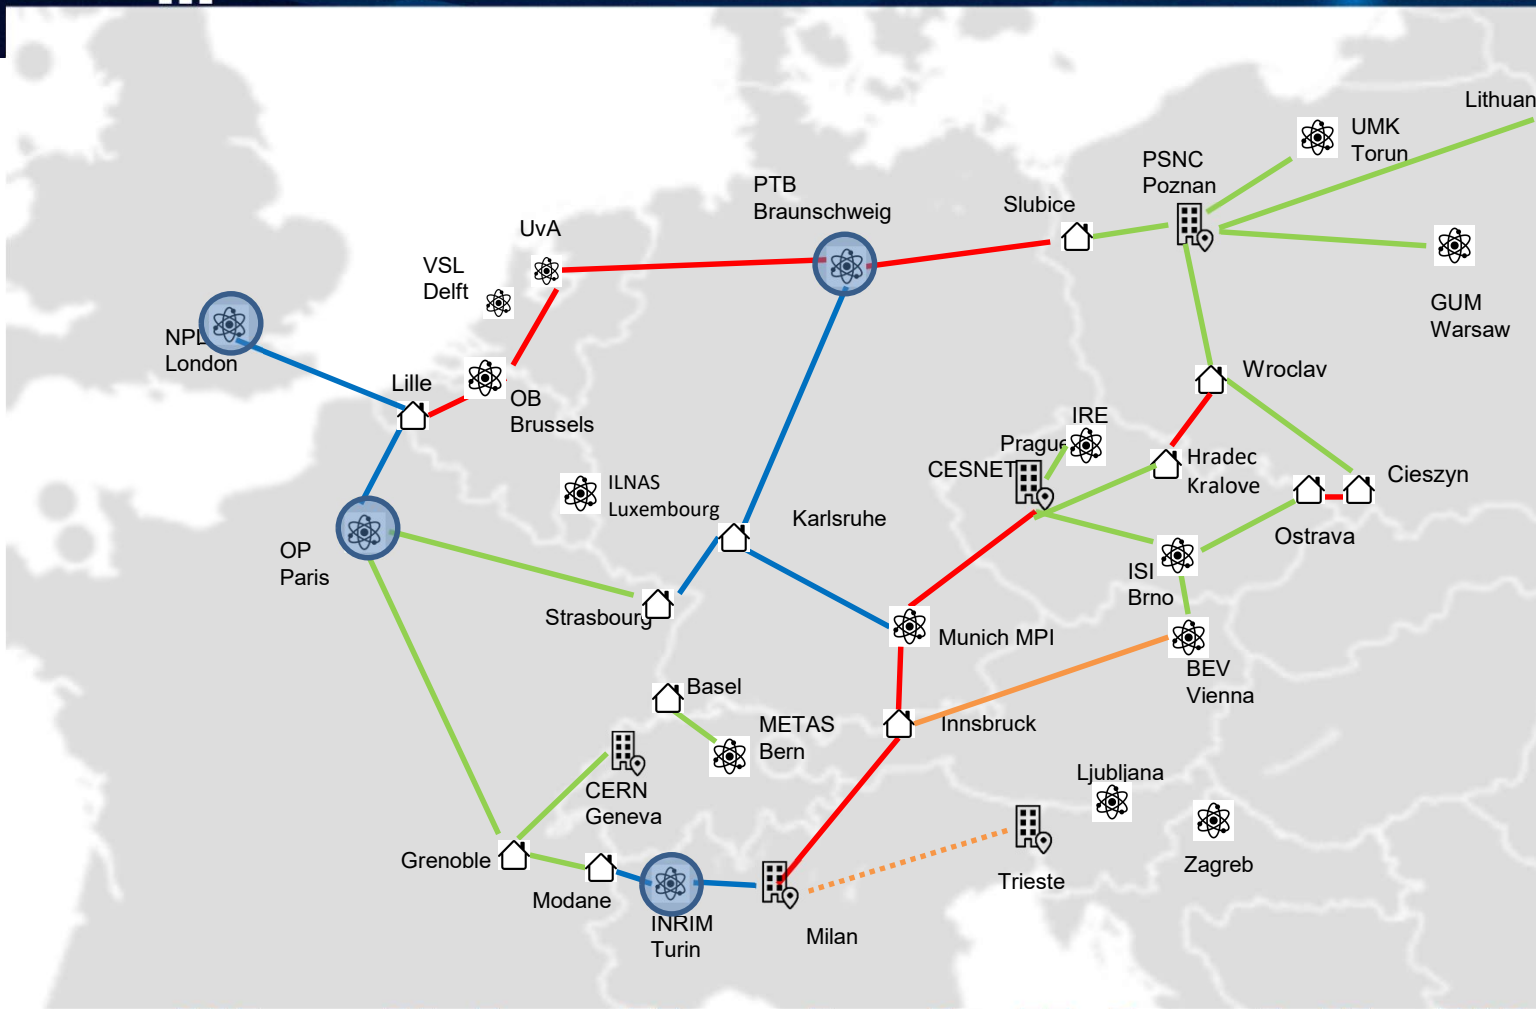 Lithuan
UMK
Torun
PSNC
Poznan
PTB
Braunschweig
Slubice
UvA
VSL
Delft
GUM
Warsaw
NPL
London
Lille
OB
Brussels
Wroclav
IRE
Prague
CESNET
Hradec
Kralove
Cieszyn
ILNAS
Luxembourg
Karlsruhe
Ostrava
OP
Paris
ISI
Brno
Strasbourg
Munich MPI
BEV
Vienna
Basel
METAS
Bern
Innsbruck
CERN
Geneva
Ljubljana
Grenoble
Zagreb
Trieste
Modane
INRIM
Turin
Milan